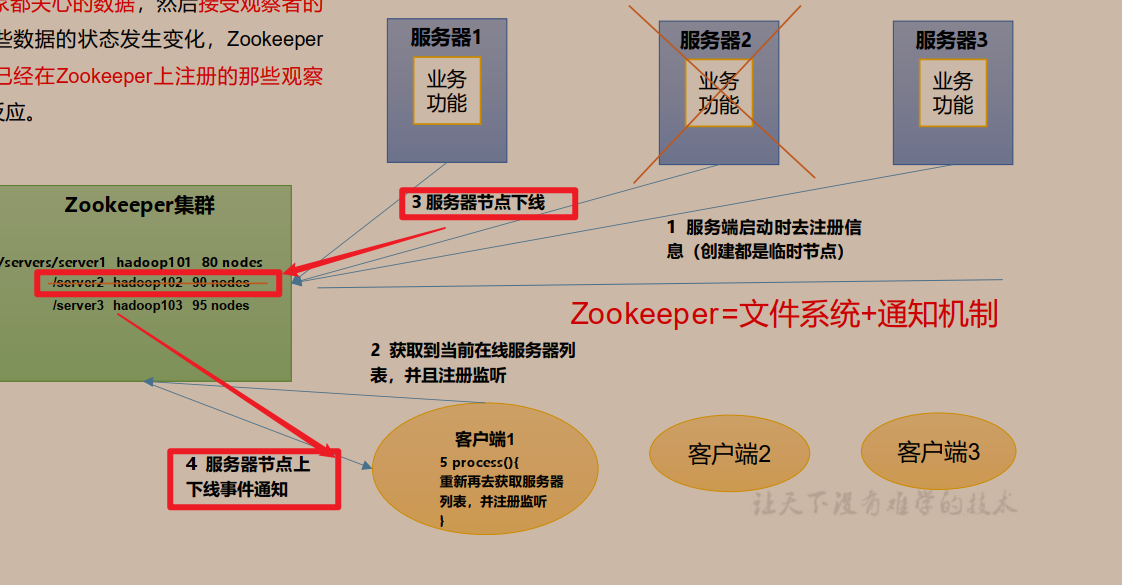 家都关心的数据，然后接受观察者的
些数据的状态发生变化，Zookeeper
已经在Zookeeper上注册的那些观察
反应。
服务器1
业务
功能
服务器2
业务
功能
服务器3
业务
功能
Zookeeper集群
/servers/server1 hadoop101 80 nodes
/server2 hadoop102 90 nodes
/server3 hadoop103 95 nodes
3 服务器节点下线
1 服务端启动时去注册信
息（创建都是临时节点）
Zookeeper=文件系统+通知机制
2 获取到当前在线服务器列
表，并且注册监听
4 服务器节点上
下线事件通知
客户端1
5 process(){
重新再去获取服务器
列表，并注册监听
}
客户端2
客户端3
让天下没有难学的技术